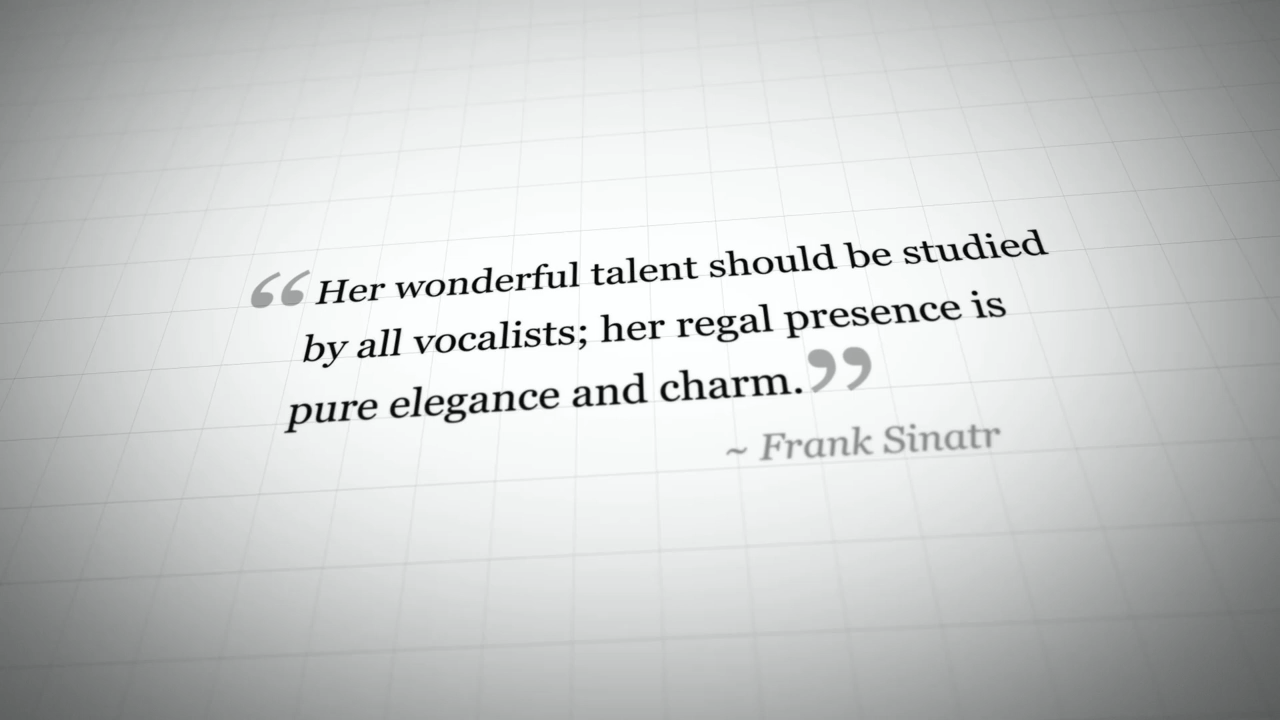 “Her wonderful talent should be studied
by all vocalists; her regal presence is
pure elegance and charm.”
~ Frank Sinatr